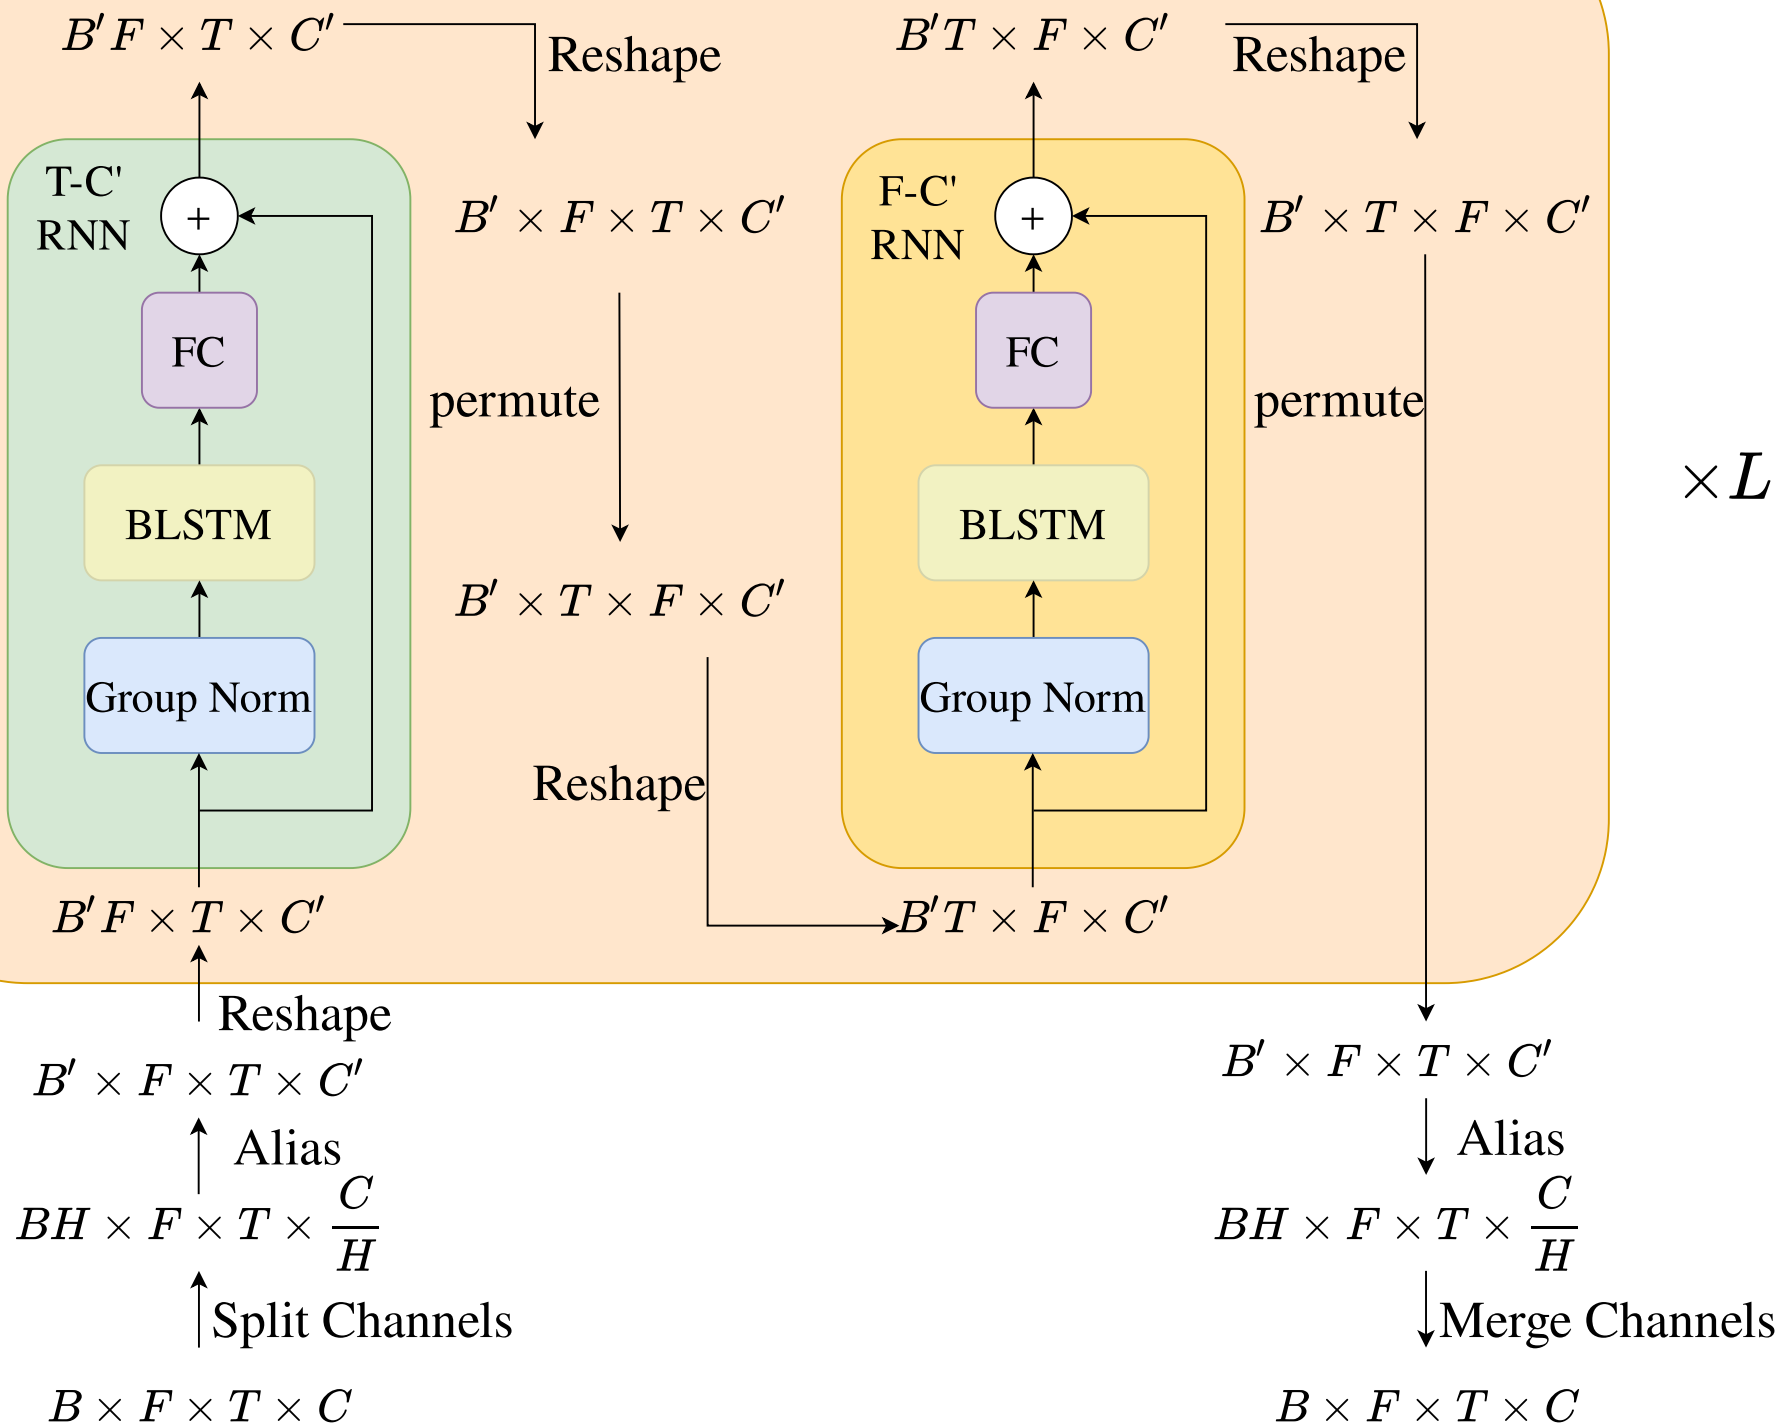 B′F × T × C′
Reshape
B′T × F × C′
Reshape
T-C'
RNN
+
B′ × F × T × C′
F-C'
RNN
+
B′ × T × F × C′
FC
permute
FC
permute
× L
BLSTM
BLSTM
B′ × T × F × C′
Group Norm
Group Norm
Reshape
B′F × T × C′
B′T × F × C′
Reshape
B′ × F × T × C′
B′ × F × T × C′
Alias
Alias
BH × F × T × C/H
BH × F × T × C/H
Split Channels
Merge Channels
B × F × T × C
B × F × T × C